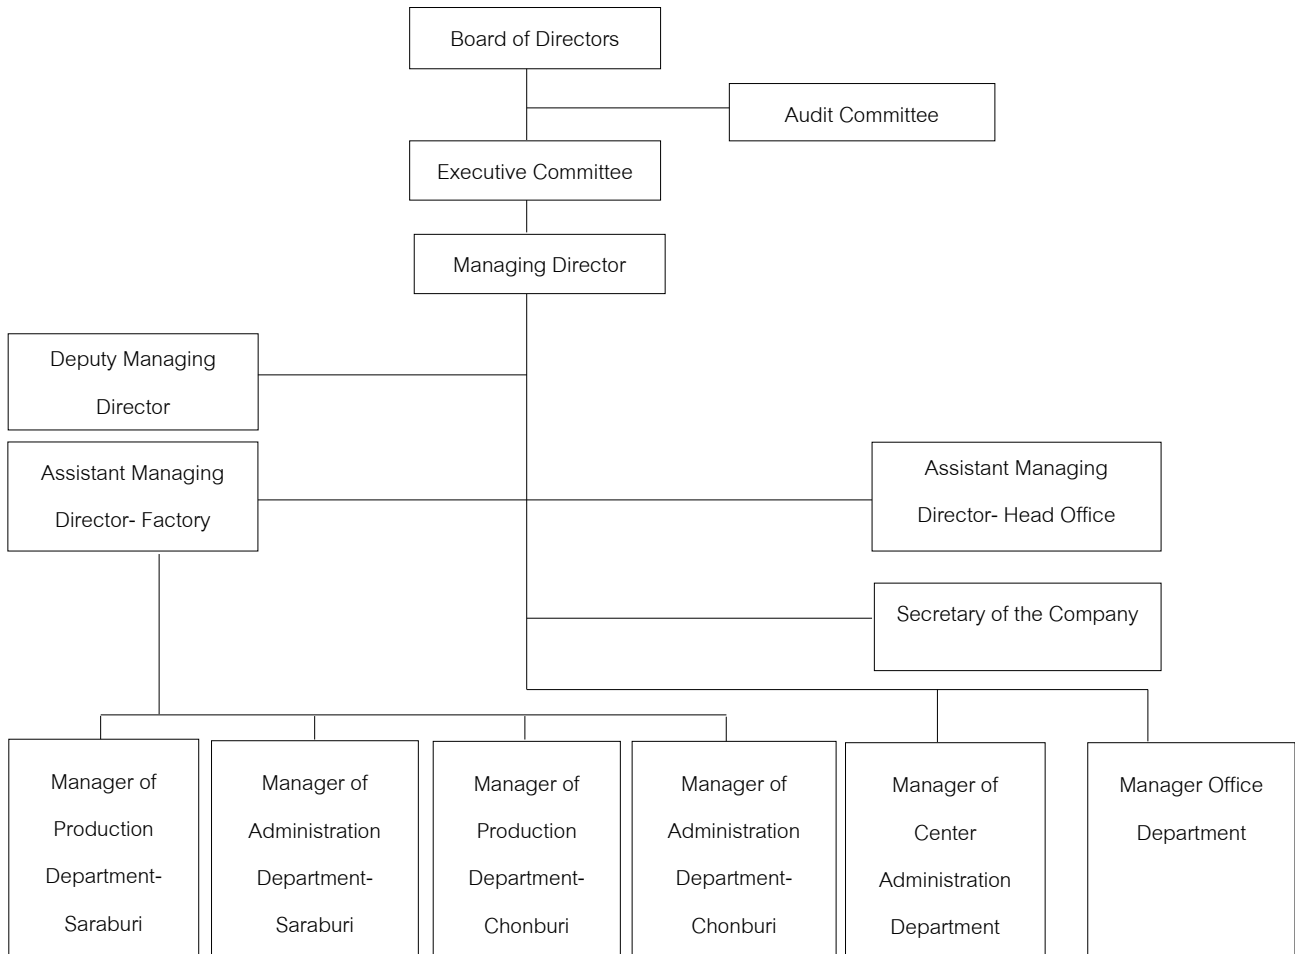 Board of Directors
Audit Committee
Executive Committee
Managing Director
Deputy Managing
Director
Assistant Managing
Director- Factory
Assistant Managing
Director- Head Office
Secretary of the Company
Manager of
Production
Department-
Saraburi
Manager of
Administration
Department-
Saraburi
Manager of
Production
Department-
Chonburi
Manager of
Administration
Department-
Chonburi
Manager of
Center
Administration
Department
Manager Office
Department